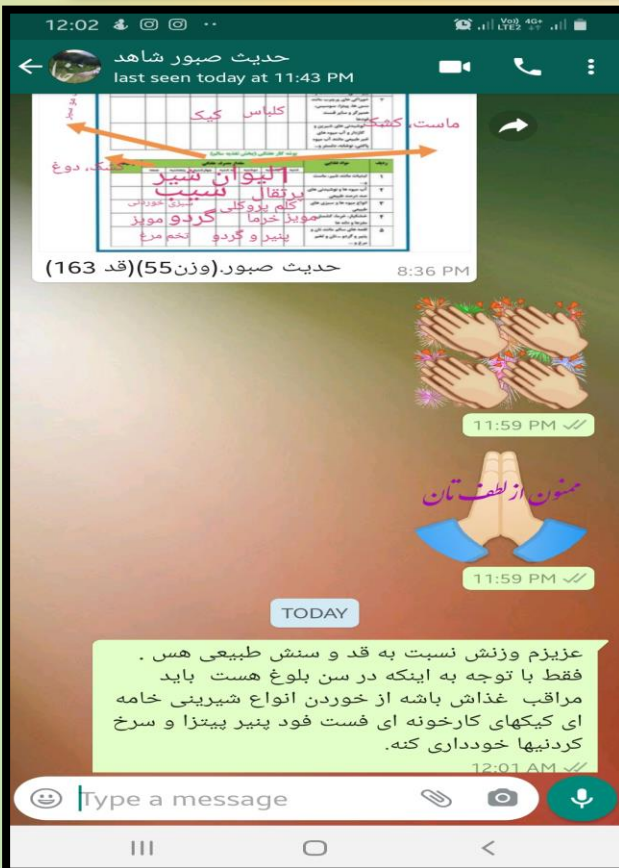 12:02
Vo)) 4G+
LTE2
حدیث صبور شاهد
last seen today at 11:43 PM
کلباس کیک
ماست، کشک
کشک، دوغ
الیوان شیر
پرتقال سیب
کلم بروکلی سبزی خوردنی
مویز خرما گردو مویز
پنیر و گردو تخم مرغ
حدیث صبور.(وزن55)(قد 163)
8:36 PM
11:59 PM
ممنون از لطف تان
11:59 PM
TODAY
عزیزم وزنش نسبت به قد و سنش طبیعی هس .
فقط با توجه به اینکه در سن بلوغ هست باید
مراقب غذاش باشه از خوردن انواع شیرینی خامه
ای کیکهای کارخونه ای فست فود پنیر پیتزا و سرخ
کردنیها خودداری کنه.
12:01 AM
Type a message